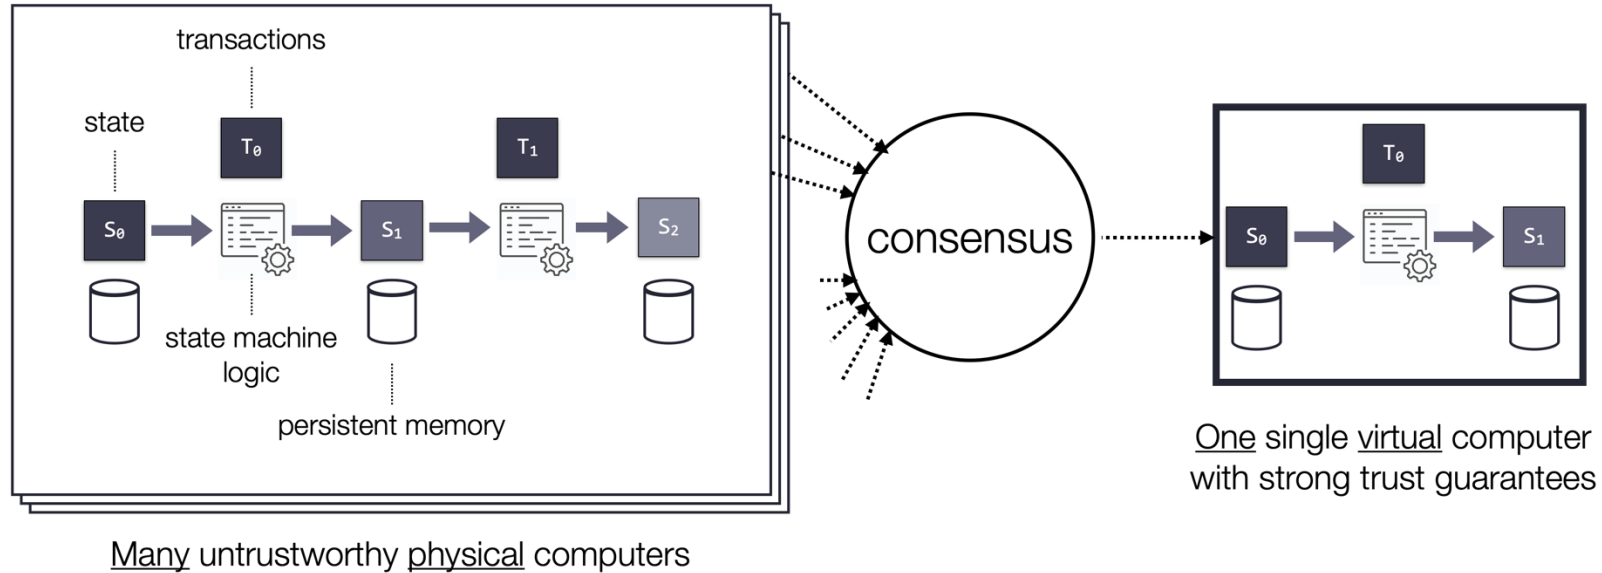 transactions
state
T₀
T₁
S₀
S₁
S₂
state machine
logic
persistent memory
Many untrustworthy physical computers
consensus
T₀
S₀
S₁
One single virtual computer
with strong trust guarantees